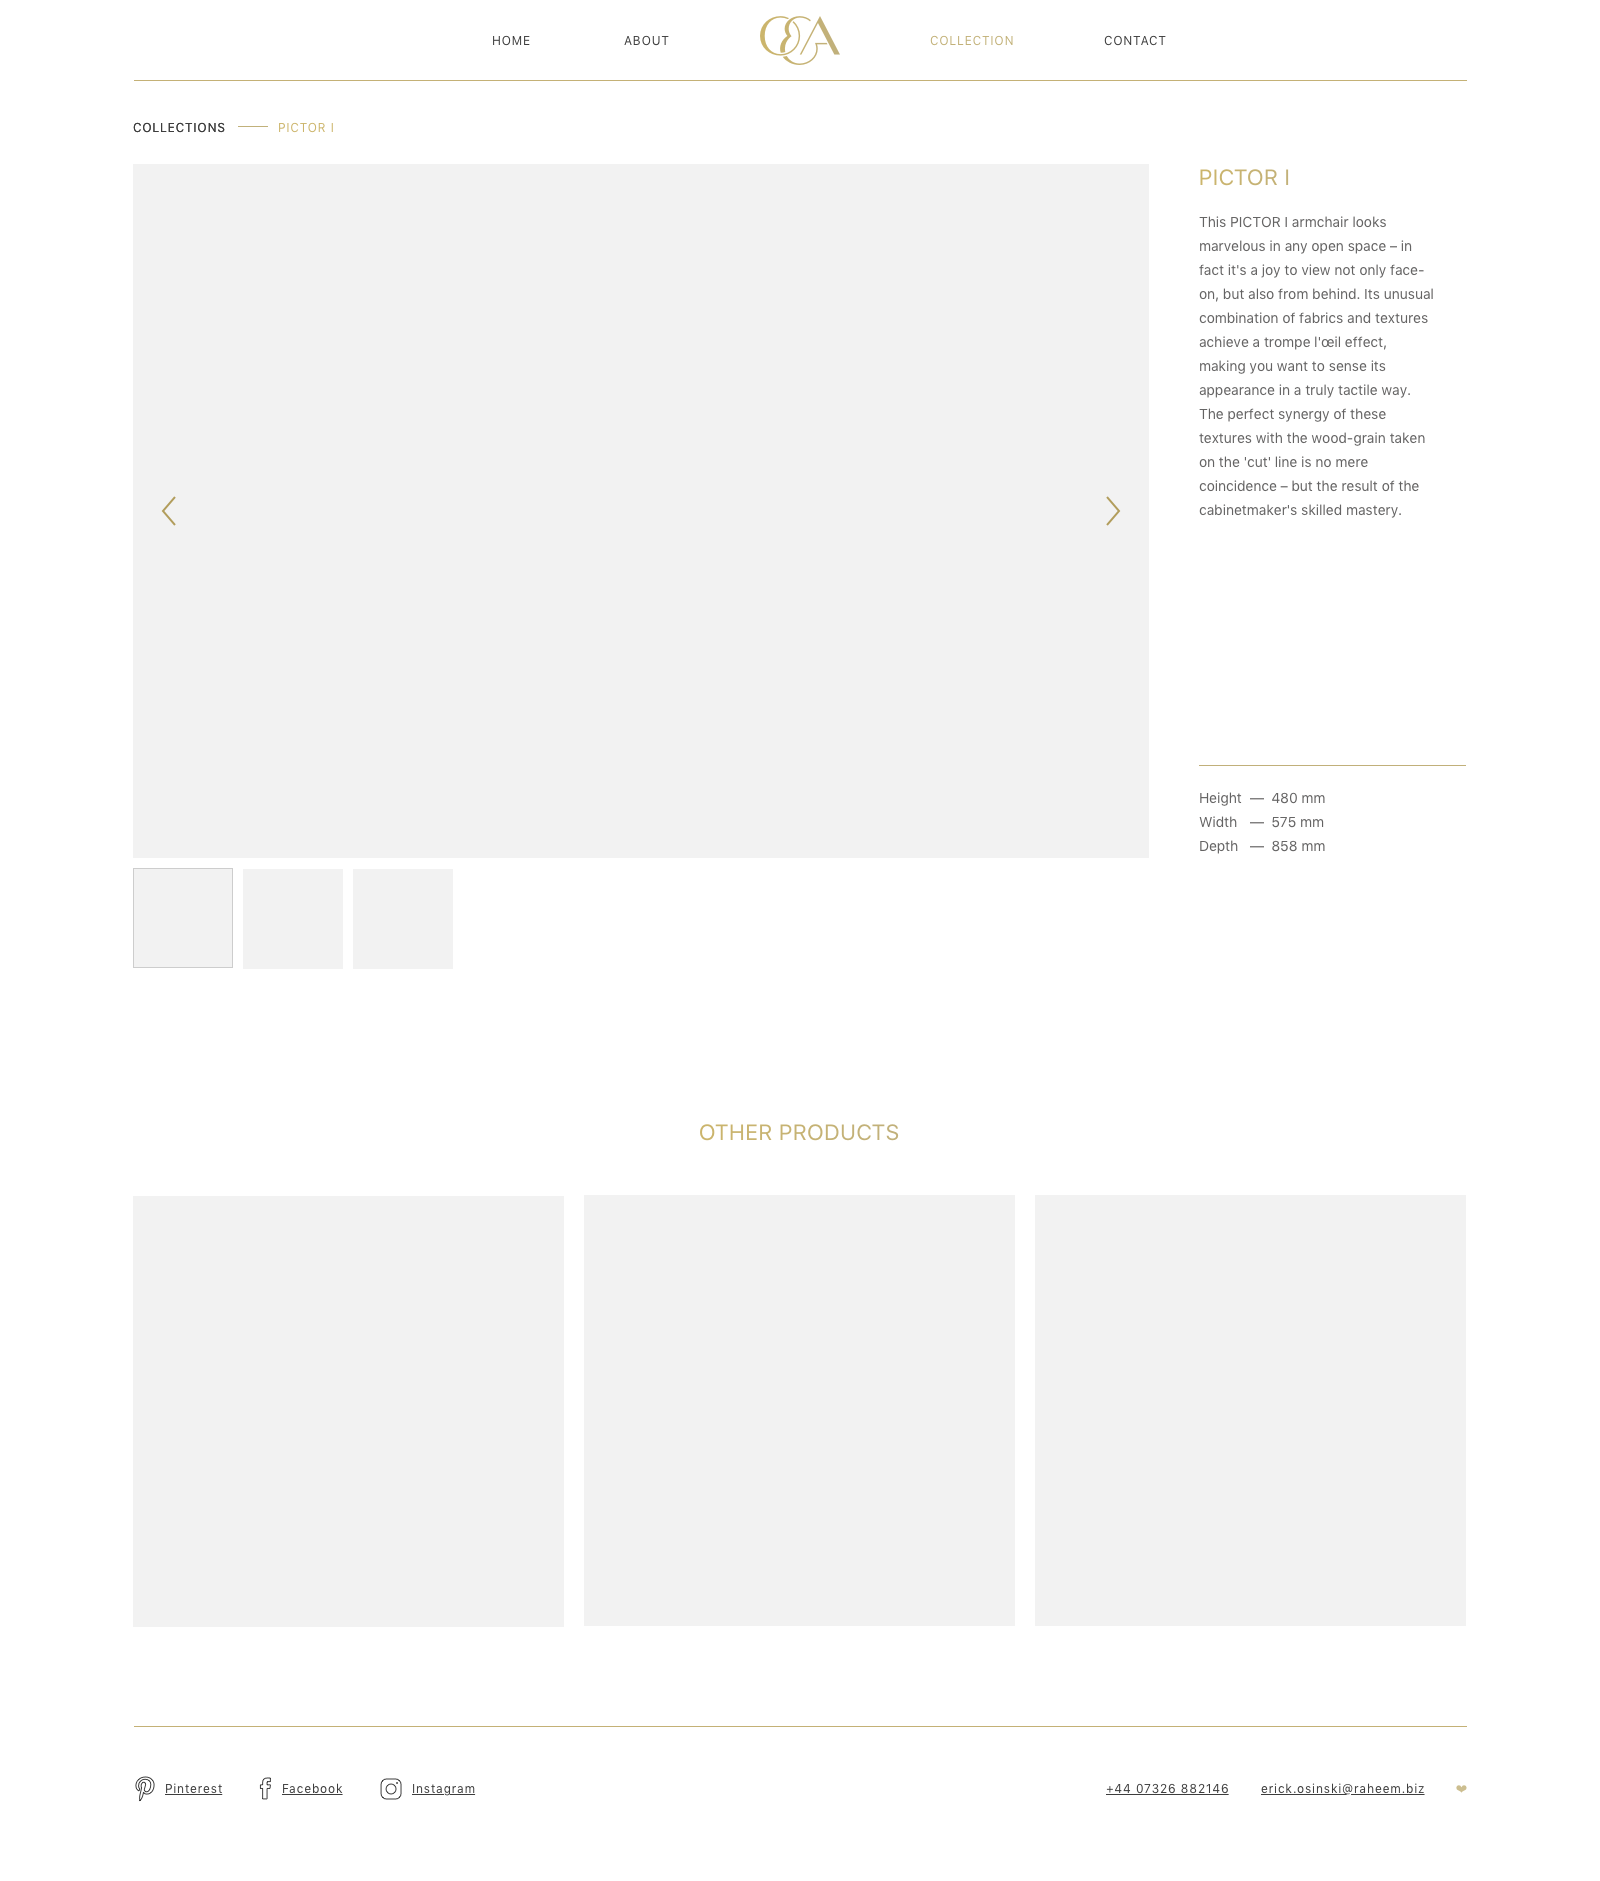 HOME ABOUT O&A COLLECTION CONTACT
COLLECTIONS — PICTOR I
PICTOR I
This PICTOR I armchair looks
marvelous in any open space – in
fact it's a joy to view not only face-
on, but also from behind. Its unusual
combination of fabrics and textures
achieve a trompe l'œil effect,
making you want to sense its
appearance in a truly tactile way.
The perfect synergy of these
textures with the wood-grain taken
on the 'cut' line is no mere
coincidence – but the result of the
cabinetmaker's skilled mastery.
Height — 480 mm
Width — 575 mm
Depth — 858 mm
OTHER PRODUCTS
Pinterest Facebook Instagram +44 07326 882146 erick.osinski@raheem.biz ❤